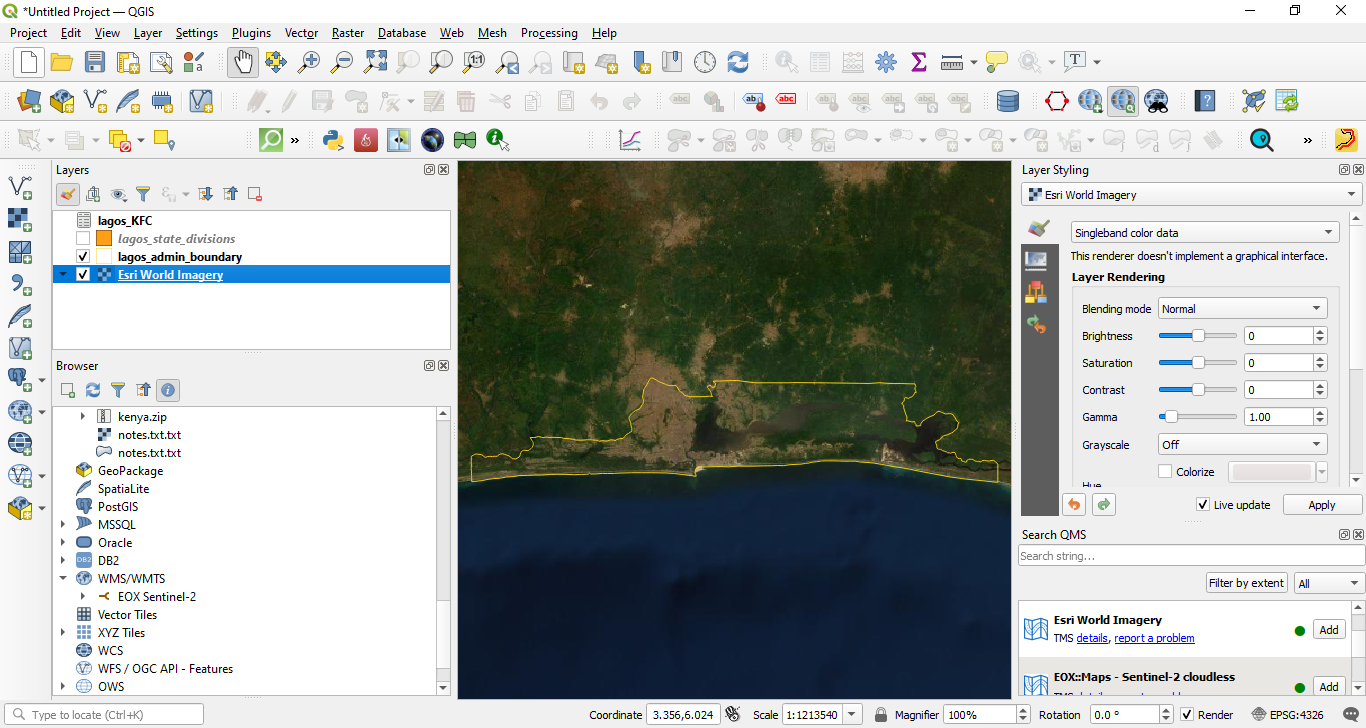 *Untitled Project — QGIS
Project Edit View Layer Settings Plugins Vector Raster Database Web Mesh Processing Help
Layers
lagos_KFC
lagos_state_divisions
lagos_admin_boundary
Esri World Imagery
Browser
kenya.zip
notes.txt.txt
notes.txt.txt
GeoPackage
SpatiaLite
PostGIS
MSSQL
Oracle
DB2
WMS/WMTS
EOX Sentinel-2
Vector Tiles
XYZ Tiles
WCS
WFS / OGC API - Features
OWS
Layer Styling
Esri World Imagery
Singleband color data
This renderer doesn't implement a graphical interface.
Layer Rendering
Blending mode Normal
Brightness 0
Saturation 0
Contrast 0
Gamma 1.00
Grayscale Off
Colorize
Hue
Live update Apply
Search QMS
Search string...
Filter by extent All
Esri World Imagery
TMS details, report a problem Add
EOX::Maps - Sentinel-2 cloudless
Add
Type to locate (Ctrl+K) Coordinate 3.356,6.024 Scale 1:1213540 Magnifier 100% Rotation 0.0 ° Render EPSG:4326